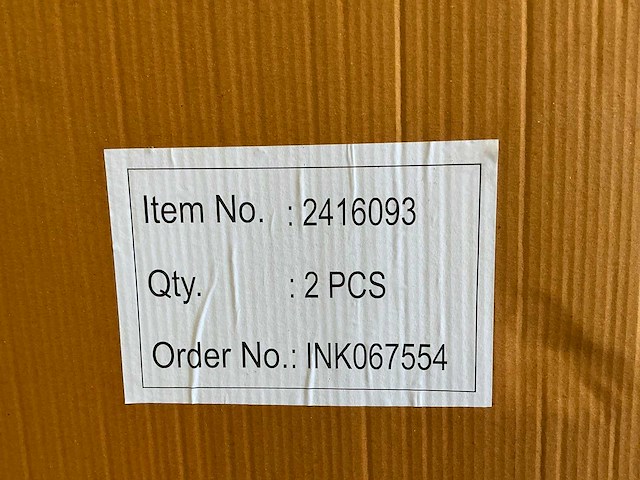 Item No. : 2416093
Qty. : 2 PCS
Order No.: INK067554